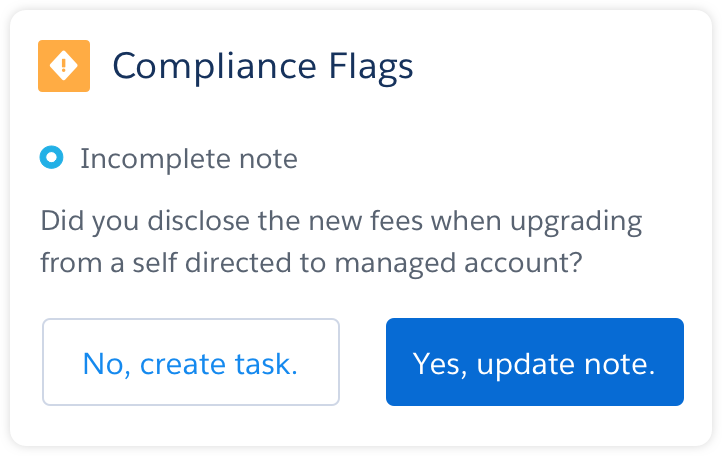 Compliance Flags
Incomplete note
Did you disclose the new fees when upgrading
from a self directed to managed account?
No, create task.
Yes, update note.